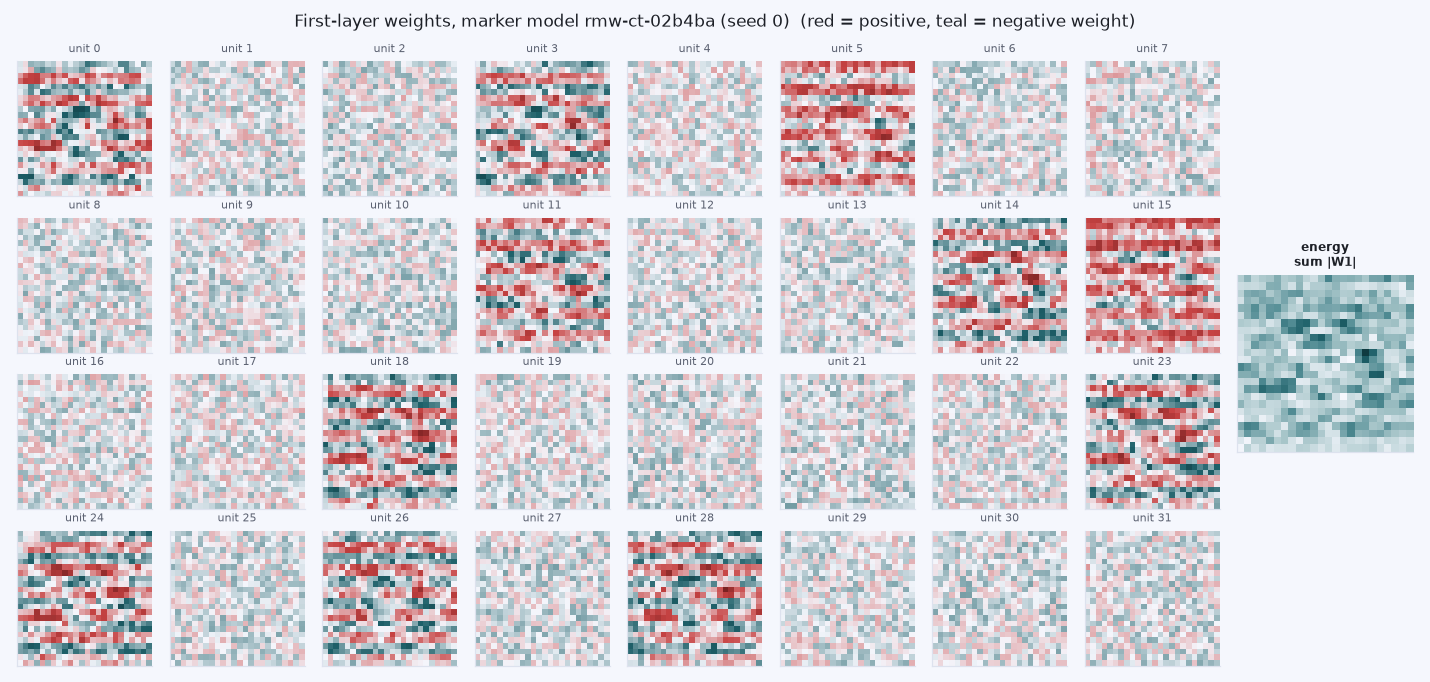 First-layer weights, marker model rmw-ct-02b4ba (seed 0)  (red = positive, teal = negative weight)
unit 0 unit 1 unit 2 unit 3 unit 4 unit 5 unit 6 unit 7
unit 8 unit 9 unit 10 unit 11 unit 12 unit 13 unit 14 unit 15
energy
sum |W1|
unit 16 unit 17 unit 18 unit 19 unit 20 unit 21 unit 22 unit 23
unit 24 unit 25 unit 26 unit 27 unit 28 unit 29 unit 30 unit 31